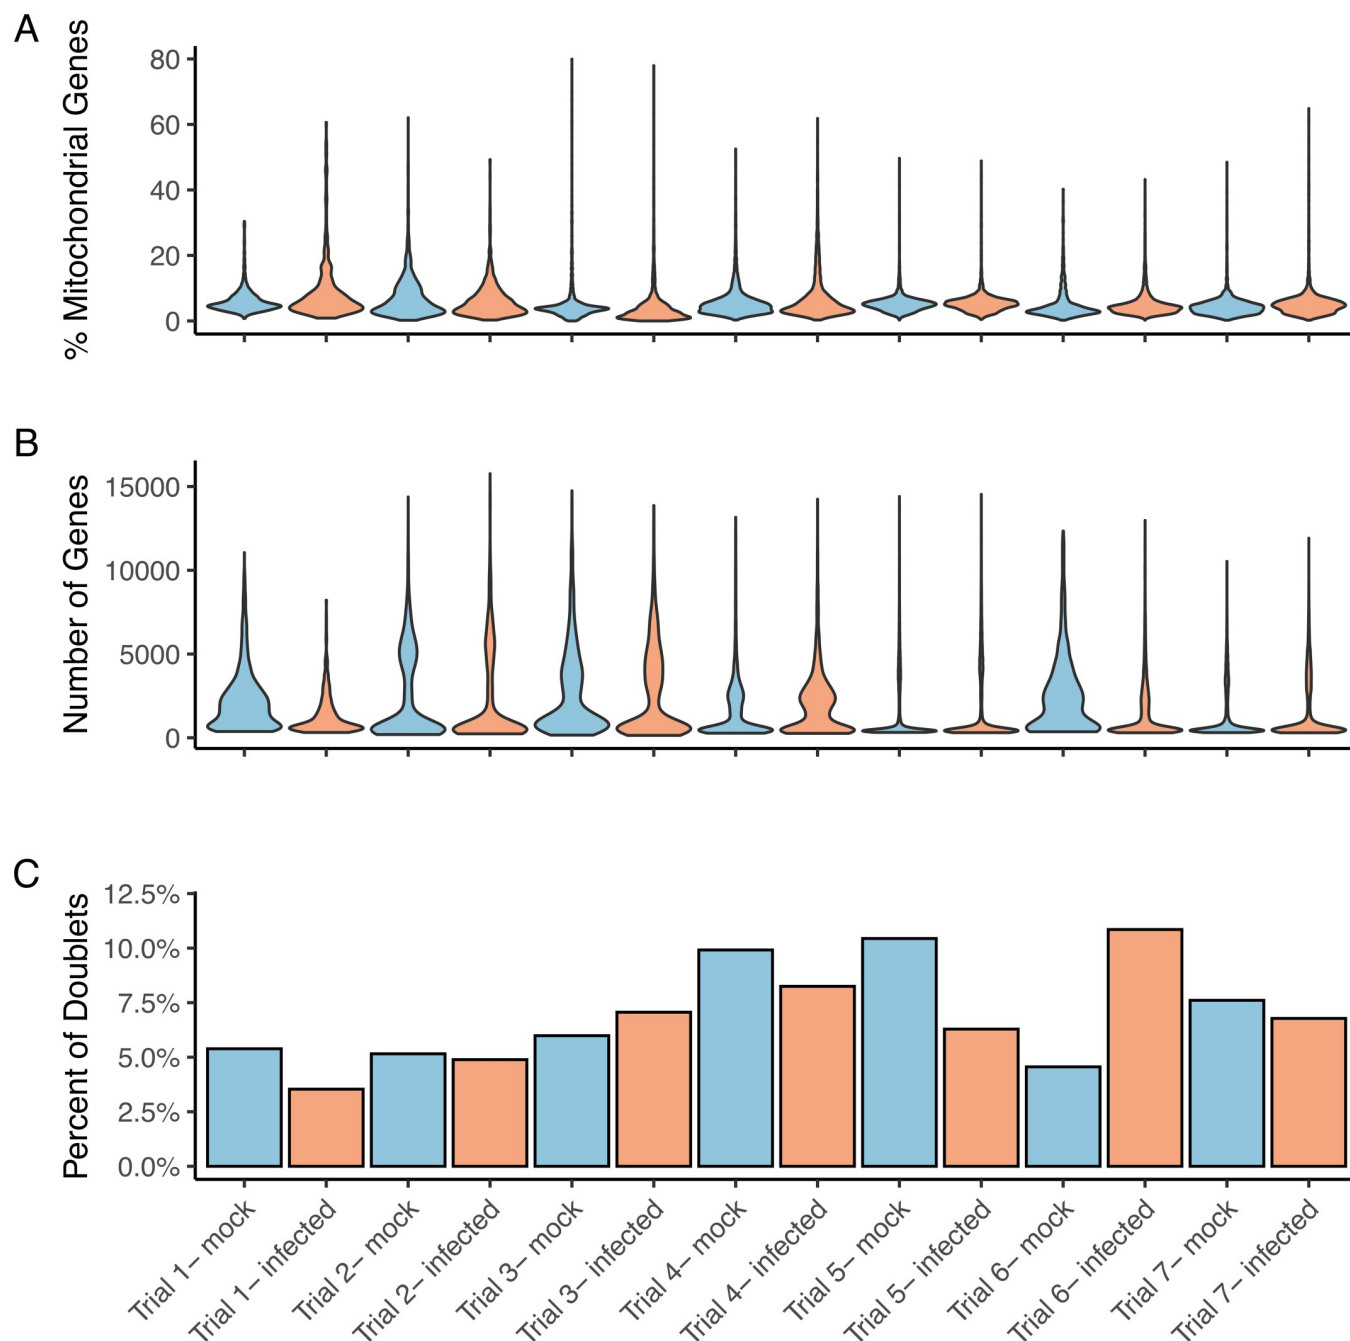 A
% Mitochondrial Genes
80
60
40
20
0
B
Number of Genes
15000
10000
5000
0
C
Percent of Doublets
12.5%
10.0%
7.5%
5.0%
2.5%
0.0%
Trial 1– mock
Trial 1– infected
Trial 2– mock
Trial 2– infected
Trial 3– mock
Trial 3– infected
Trial 4– mock
Trial 4– infected
Trial 5– mock
Trial 5– infected
Trial 6– mock
Trial 6– infected
Trial 7– mock
Trial 7– infected